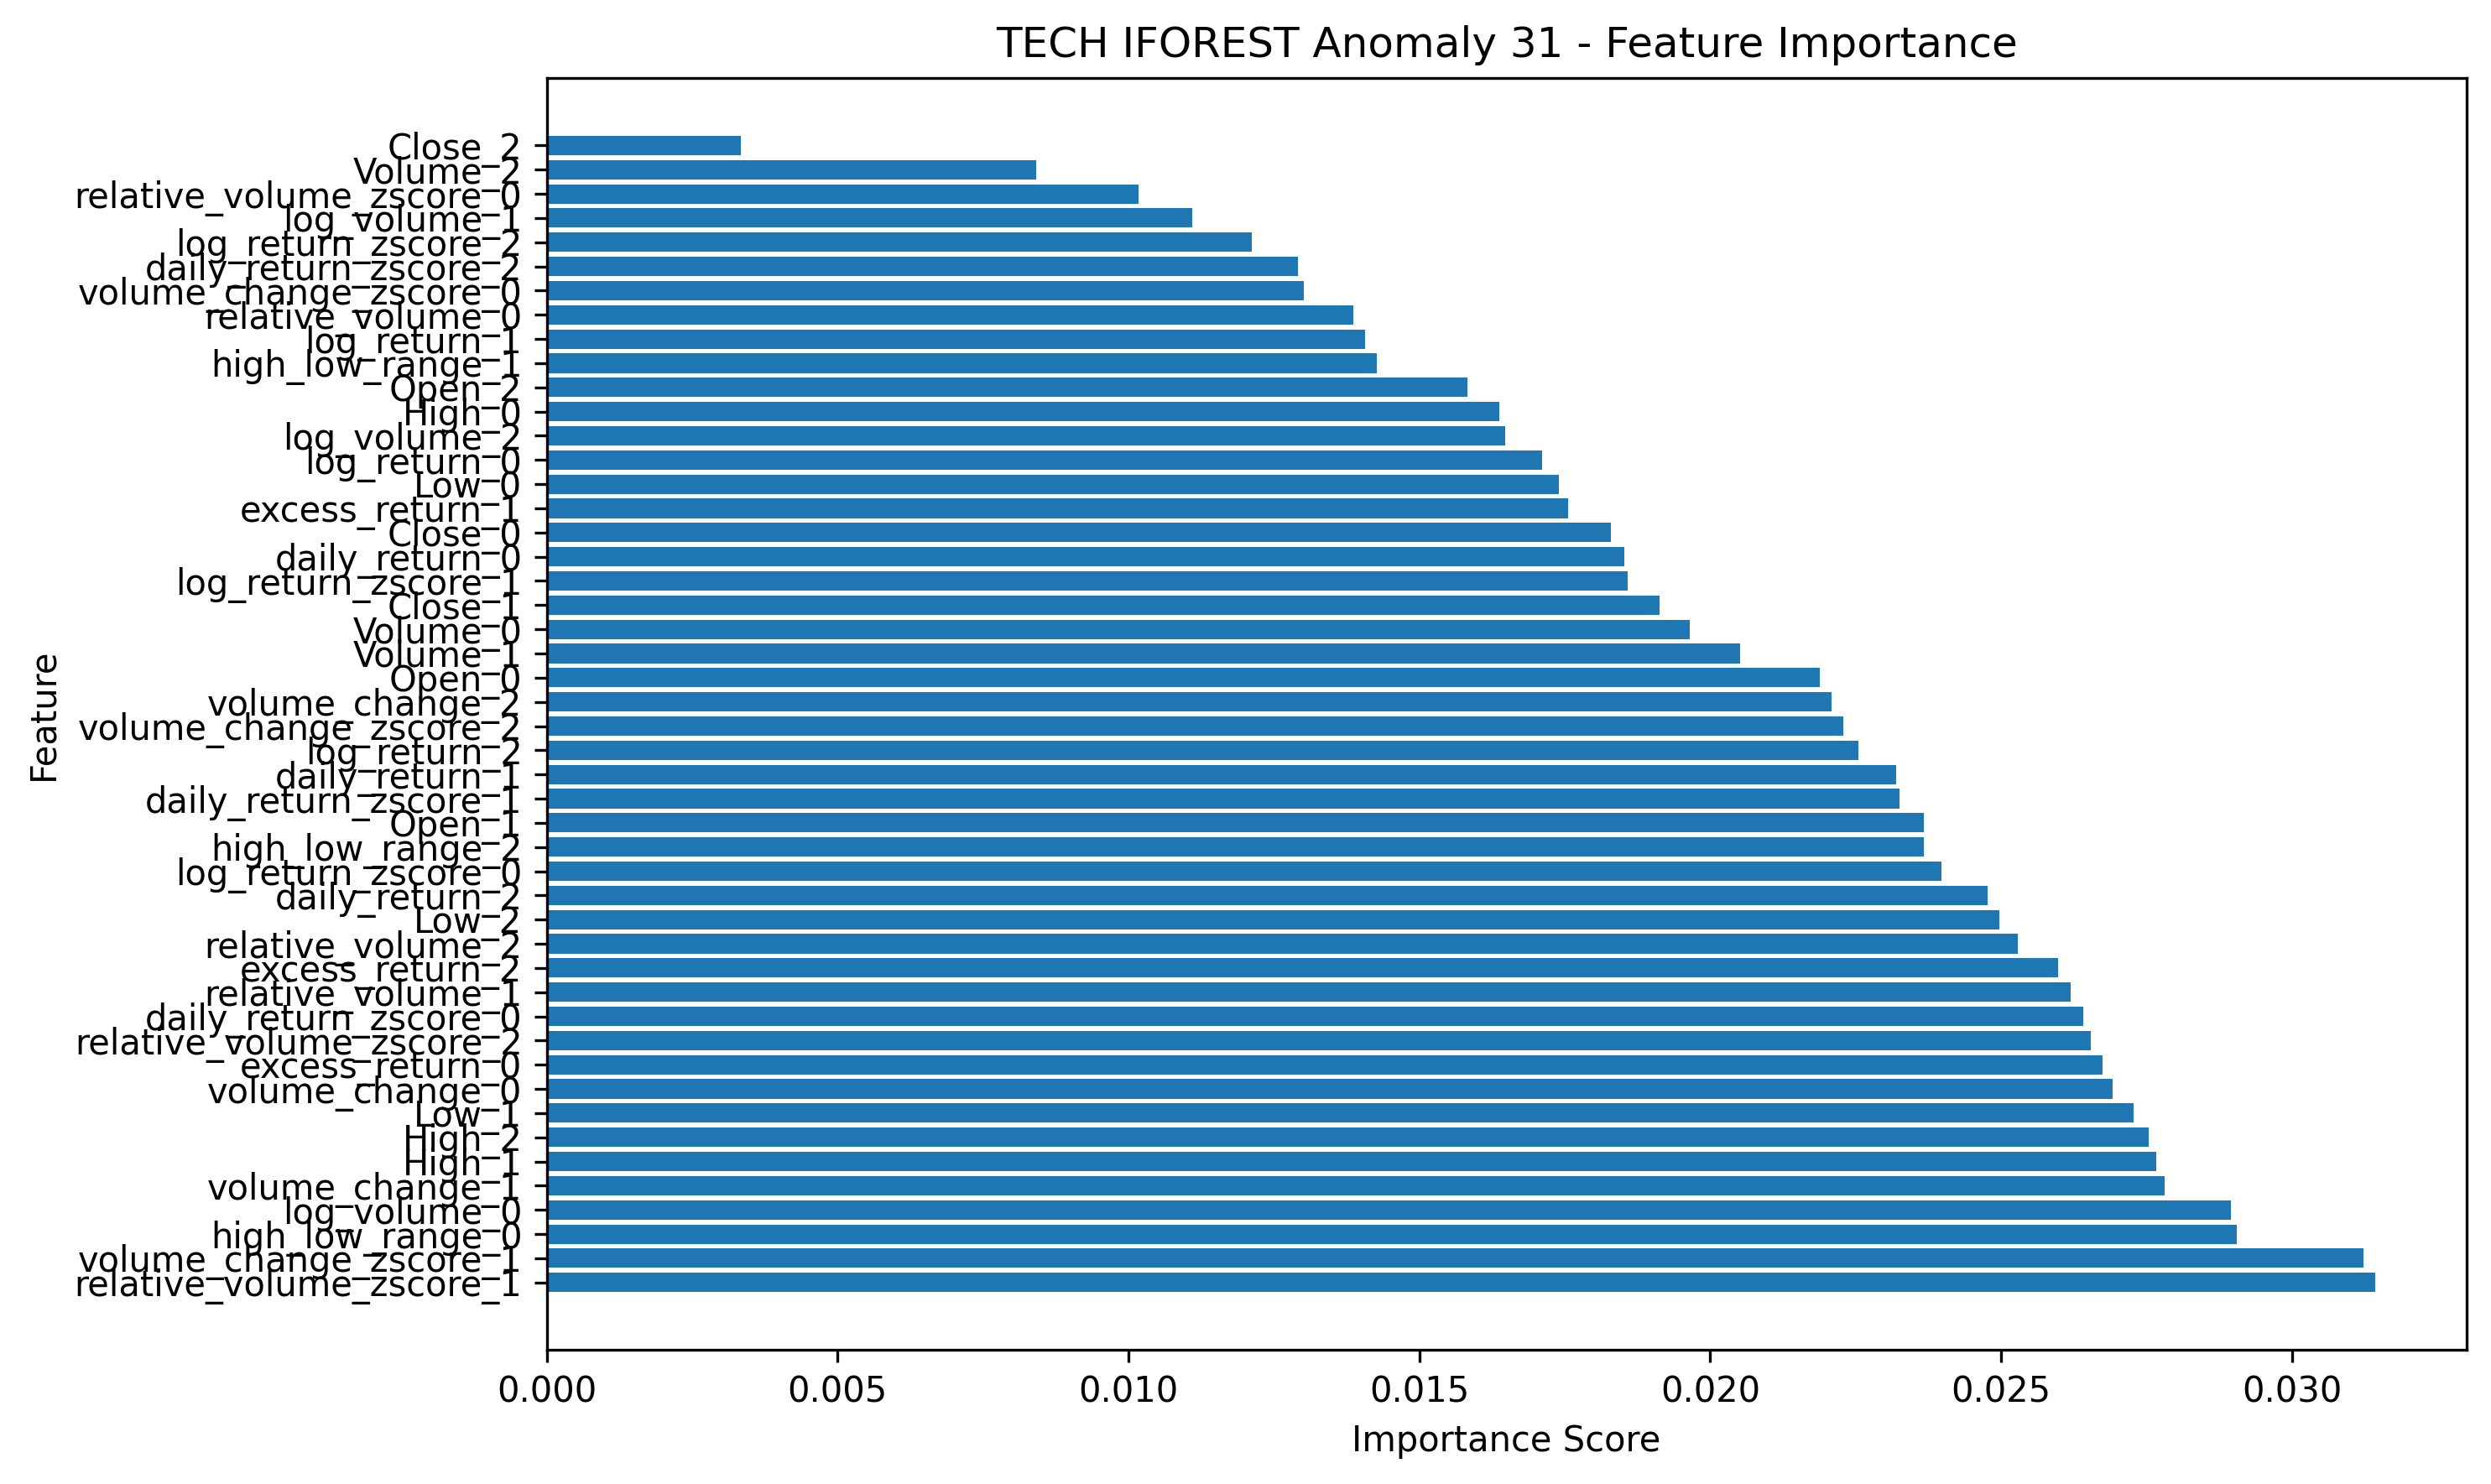 TECH IFOREST Anomaly 31 - Feature Importance
Close_2
Volume_2
relative_volume_zscore_0
log_volume_1
log_return_zscore_2
daily_return_zscore_2
volume_change_zscore_0
relative_volume_0
log_return_1
high_low_range_1
Open_2
High_0
log_volume_2
log_return_0
Low_0
excess_return_1
Close_0
daily_return_0
log_return_zscore_1
Close_1
Volume_0
Volume_1
Open_0
volume_change_2
volume_change_zscore_2
log_return_2
daily_return_1
daily_return_zscore_1
Open_1
high_low_range_2
log_return_zscore_0
daily_return_2
Low_2
relative_volume_2
excess_return_2
relative_volume_1
daily_return_zscore_0
relative_volume_zscore_2
excess_return_0
volume_change_0
Low_1
High_2
High_1
volume_change_1
log_volume_0
high_low_range_0
volume_change_zscore_1
relative_volume_zscore_1
Feature
0.000 0.005 0.010 0.015 0.020 0.025 0.030
Importance Score